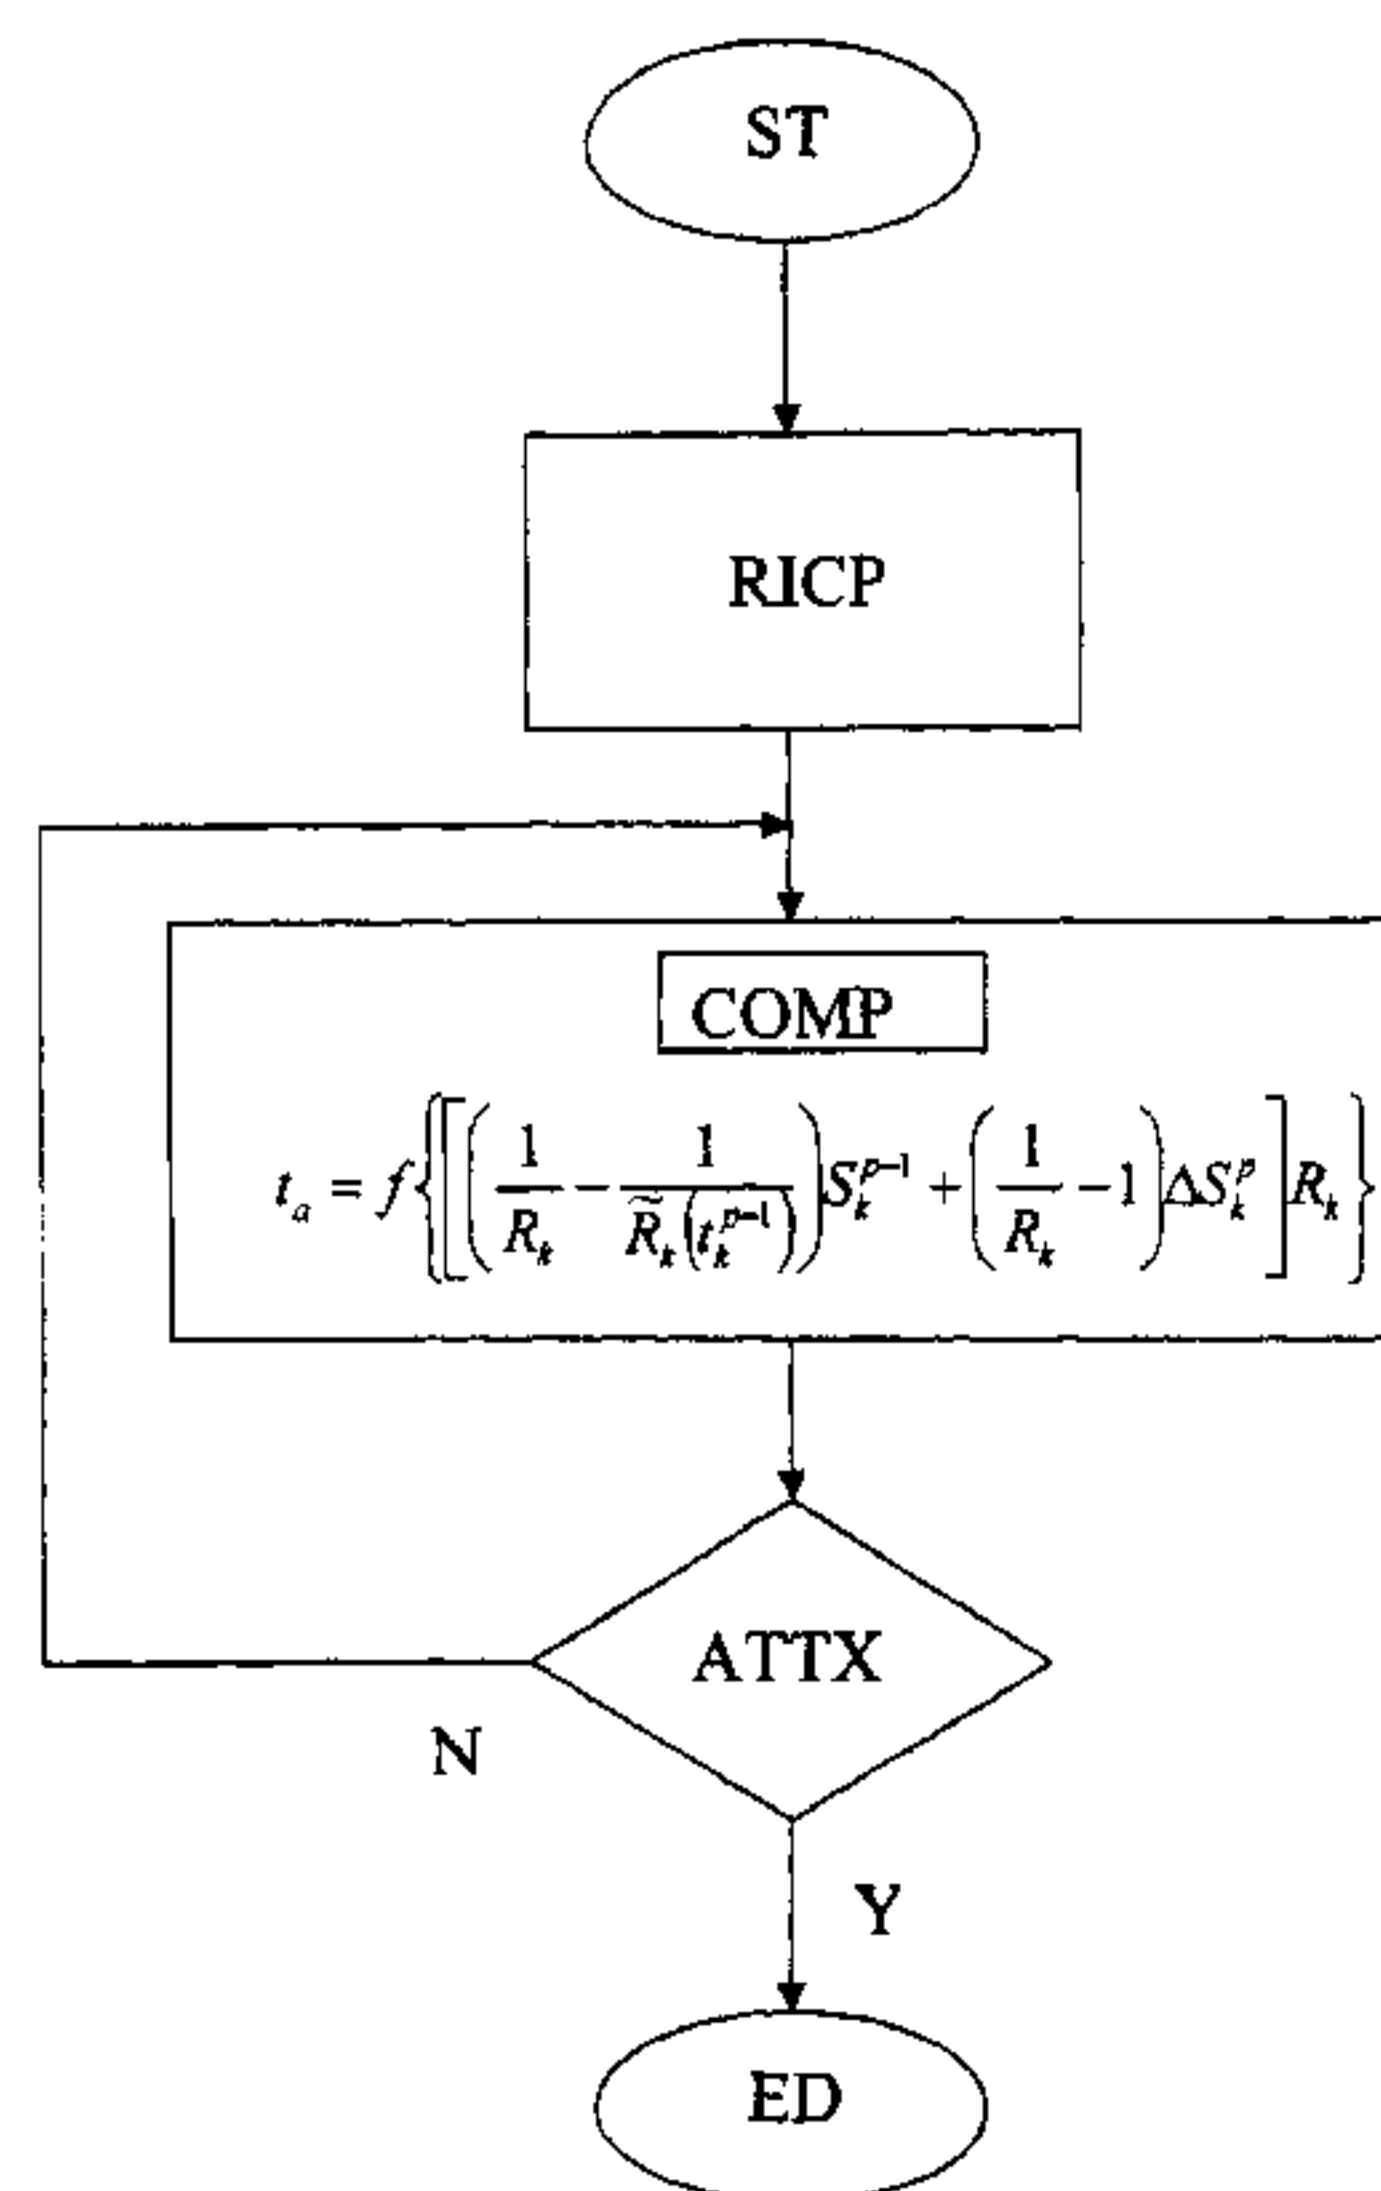 ST
RICP
COMP
t_a = f{[(1/R_k − 1/R̃_k(t_k^{p−1}))S_k^{p−1} + (1/R_k − 1)ΔS_k^p]R_k}
ATTX
N
Y
ED